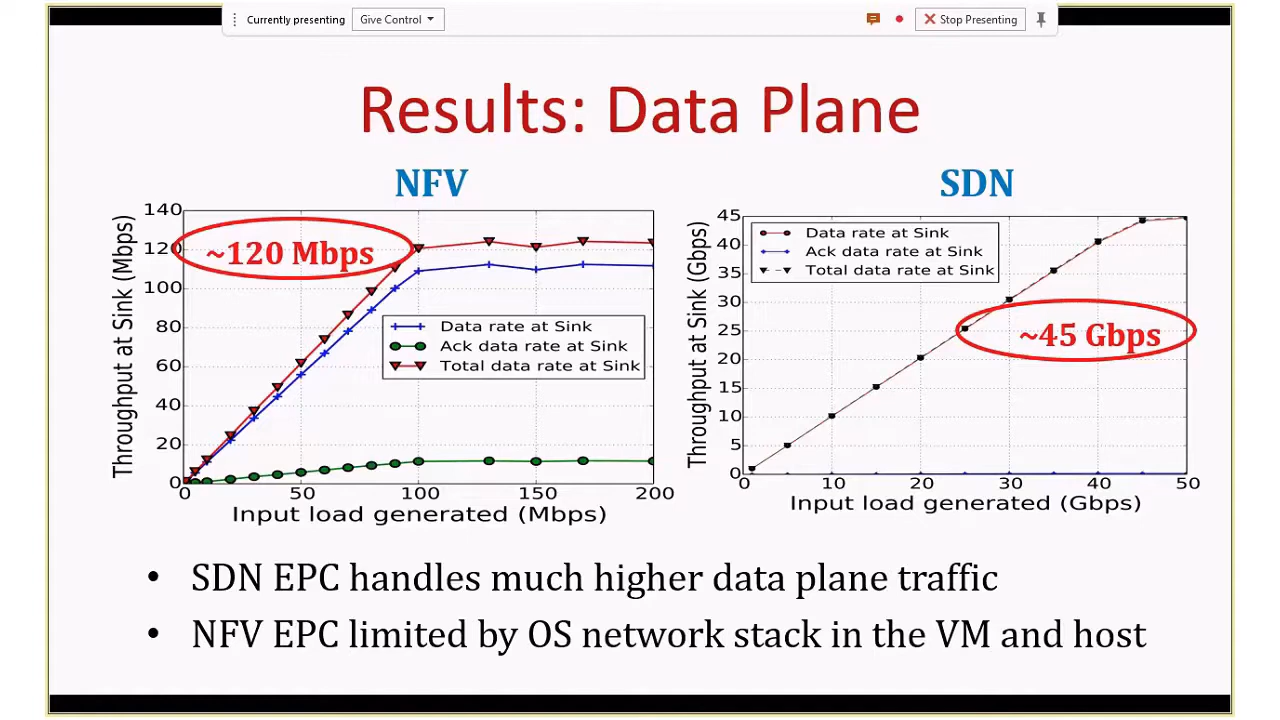 Currently presenting
Give Control
Stop Presenting
Results: Data Plane
NFV
140
120
100
80
60
40
20
0
Throughput at Sink (Mbps)
~120 Mbps
Data rate at Sink
Ack data rate at Sink
Total data rate at Sink
0 50 100 150 200
Input load generated (Mbps)
SDN
45
40
35
30
25
20
15
10
5
0
Throughput at Sink (Gbps)
Data rate at Sink
Ack data rate at Sink
Total data rate at Sink
~45 Gbps
0 10 20 30 40 50
Input load generated (Gbps)
• SDN EPC handles much higher data plane traffic
• NFV EPC limited by OS network stack in the VM and host